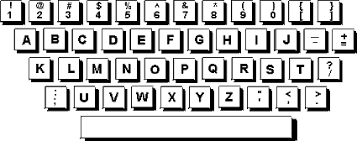 ! 1 @ 2 # 3 $ 4 % 5 ^ 6 & 7 * 8 ( 9 ) 0 { [ } ]
A B C D E F G H I J _ - + =
K L M N O P Q R S T ? /
: ; U V W X Y Z " ' < , > .